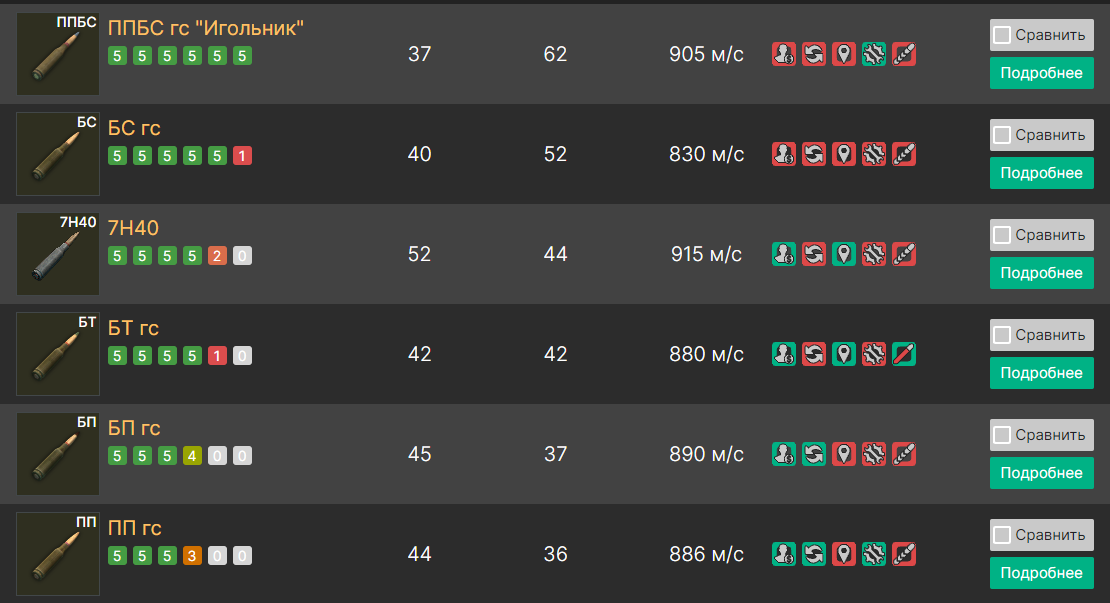 ППБС
ППБС гс "Игольник"
5 5 5 5 5 5
37 62 905 м/с
Сравнить
Подробнее
БС
БС гс
5 5 5 5 5 1
40 52 830 м/с
Сравнить
Подробнее
7Н40
7Н40
5 5 5 5 2 0
52 44 915 м/с
Сравнить
Подробнее
БТ
БТ гс
5 5 5 5 1 0
42 42 880 м/с
Сравнить
Подробнее
БП
БП гс
5 5 5 4 0 0
45 37 890 м/с
Сравнить
Подробнее
ПП
ПП гс
5 5 5 3 0 0
44 36 886 м/с
Сравнить
Подробнее